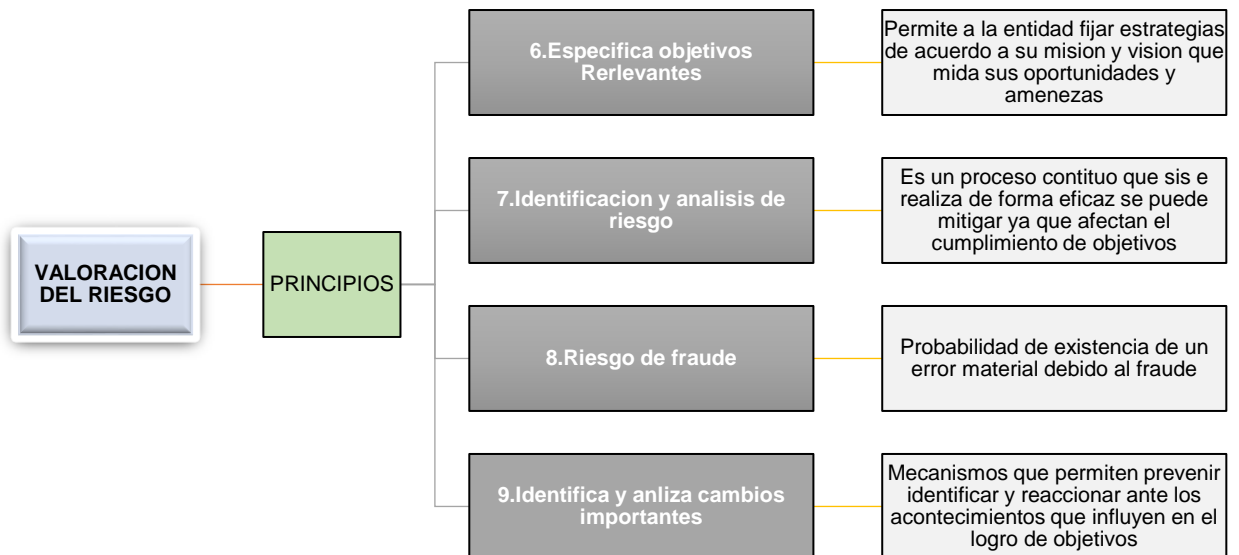 VALORACION
DEL RIESGO
PRINCIPIOS
6.Especifica objetivos
Rerlevantes
Permite a la entidad fijar estrategias
de acuerdo a su mision y vision que
mida sus oportunidades y
amenezas
7.Identificacion y analisis de
riesgo
Es un proceso contituo que sis e
realiza de forma eficaz se puede
mitigar ya que afectan el
cumplimiento de objetivos
8.Riesgo de fraude
Probabilidad de existencia de un
error material debido al fraude
9.Identifica y anliza cambios
importantes
Mecanismos que permiten prevenir
identificar y reaccionar ante los
acontecimientos que influyen en el
logro de objetivos